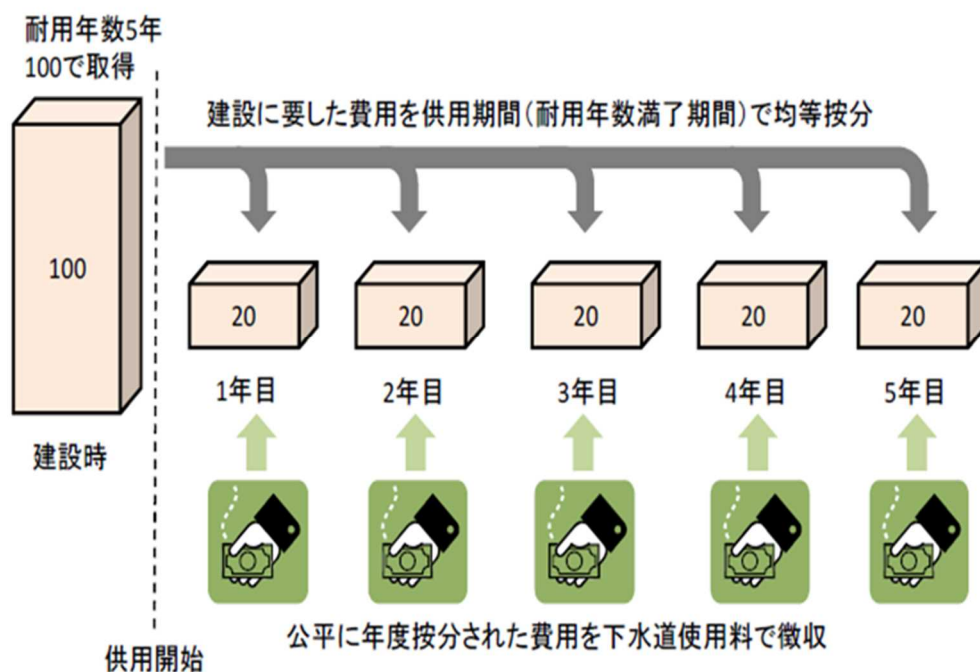 耐用年数5年
100で取得
建設に要した費用を供用期間(耐用年数満了期間)で均等按分
100
20
20
20
20
20
1年目
2年目
3年目
4年目
5年目
建設時
公平に年度按分された費用を下水道使用料で徴収
供用開始